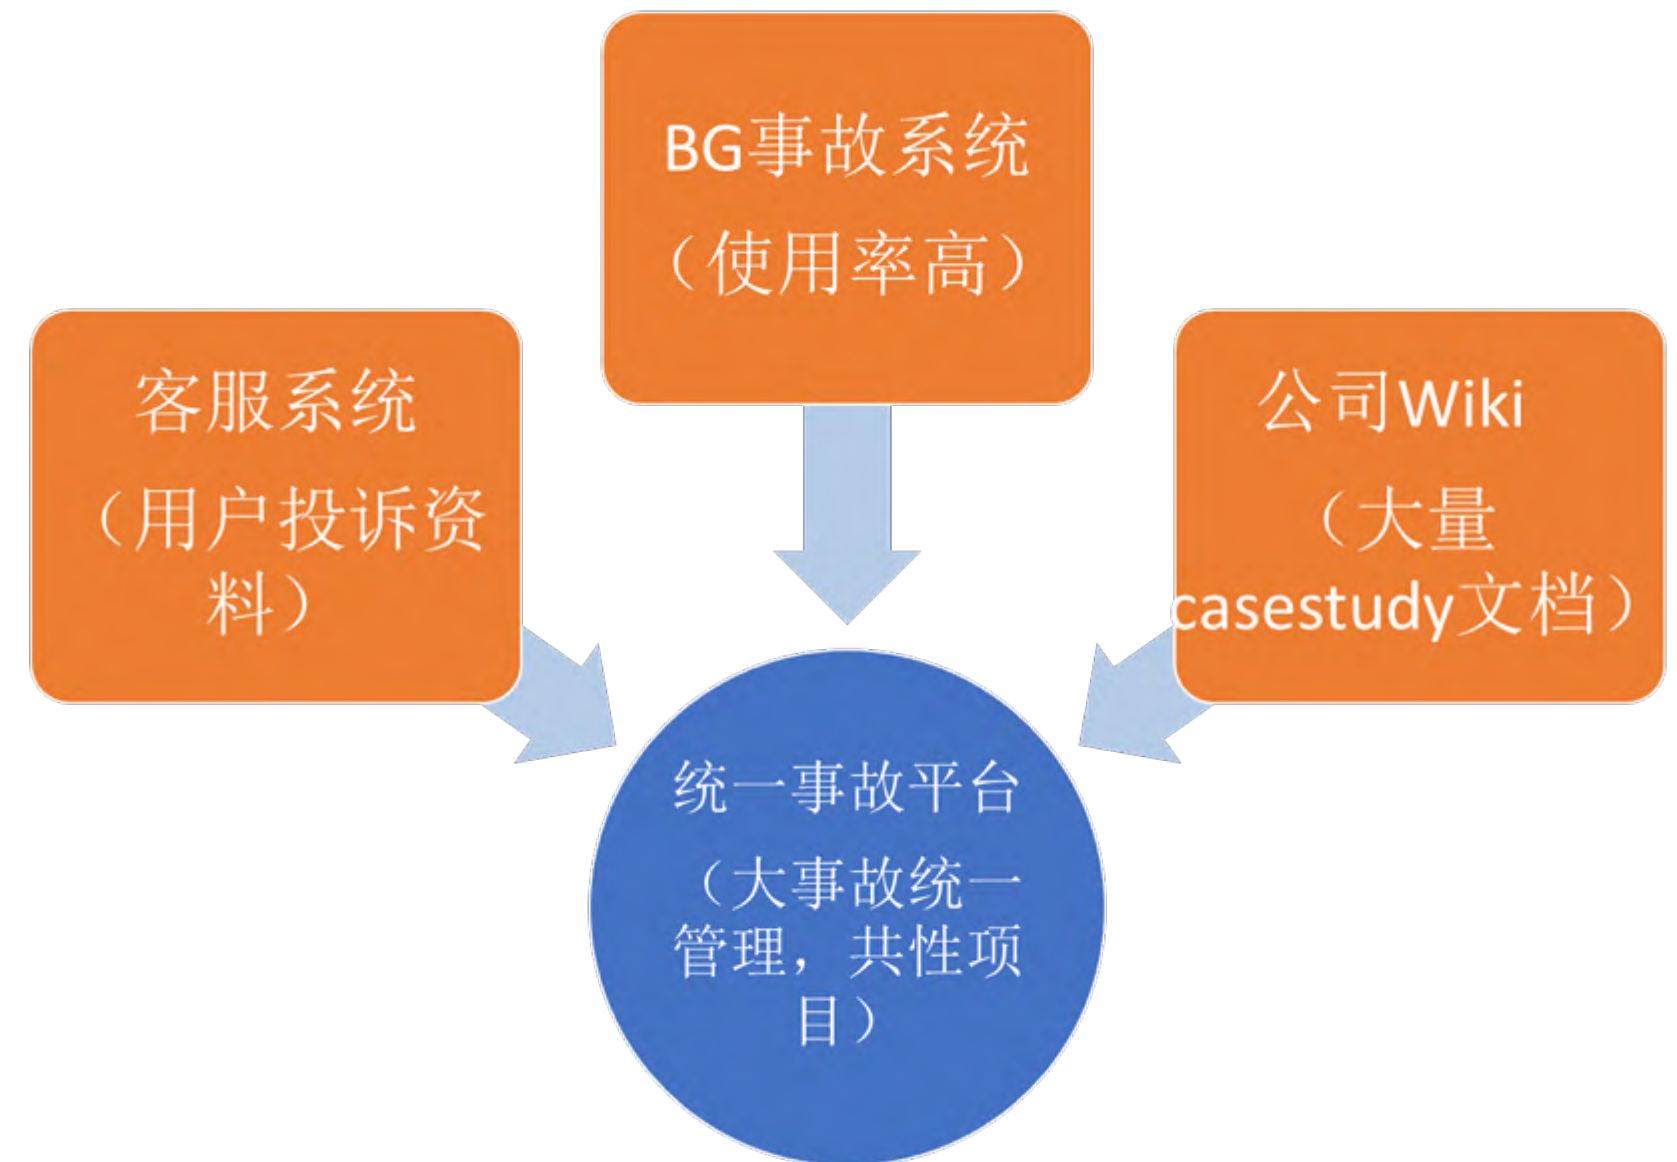 BG事故系统
（使用率高）
客服系统
（用户投诉资
料）
公司Wiki
（大量
casestudy文档）
统一事故平台
（大事故统一
管理，共性项
目）